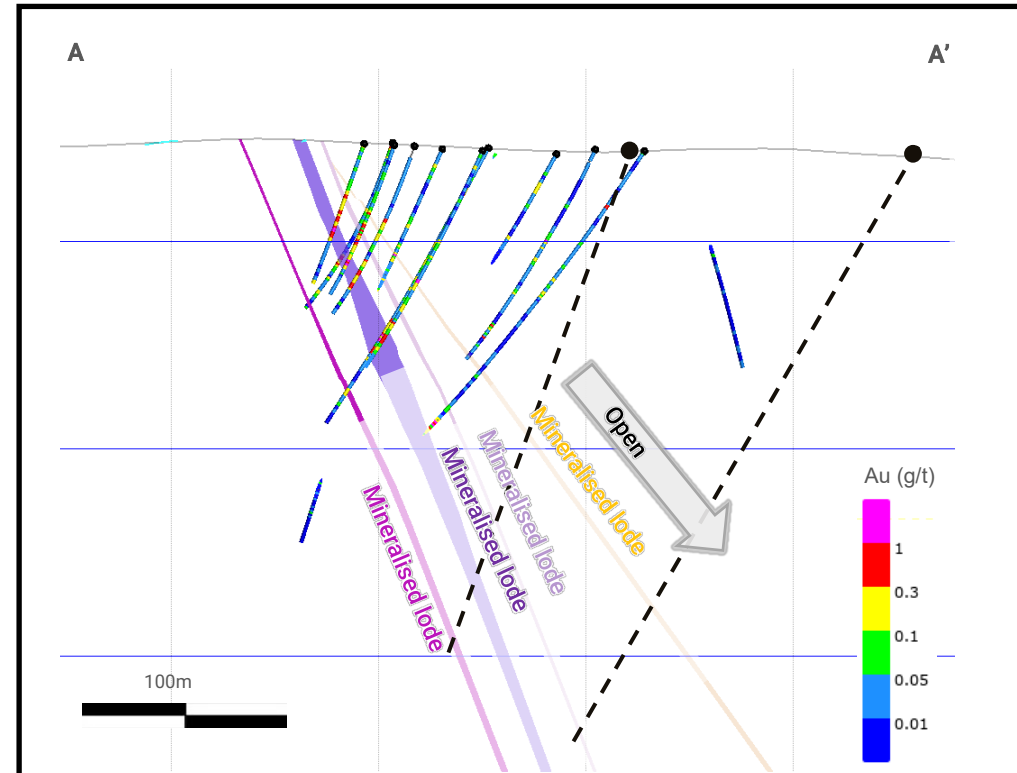 A
A’
Open
Mineralised lode
Mineralised lode
Mineralised lode
Mineralised lode
Au (g/t)
1
0.3
0.1
0.05
0.01
100m